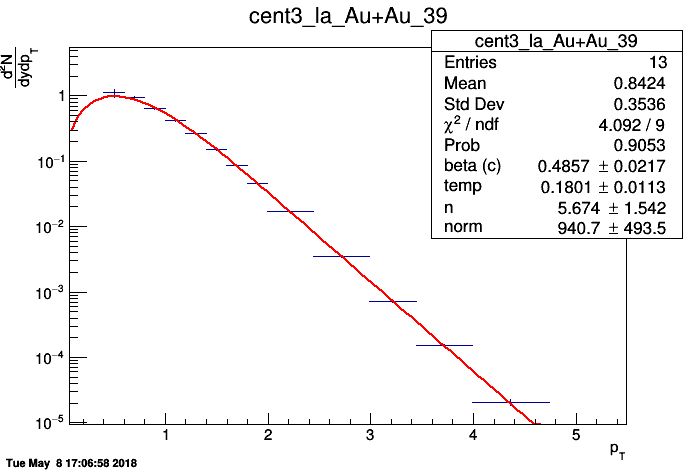 cent3_la_Au+Au_39
d²N
dydp_T
cent3_la_Au+Au_39
Entries 13
Mean 0.8424
Std Dev 0.3536
χ² / ndf 4.092 / 9
Prob 0.9053
beta (c) 0.4857 ± 0.0217
temp 0.1801 ± 0.0113
n 5.674 ± 1.542
norm 940.7 ± 493.5
1
10⁻¹
10⁻²
10⁻³
10⁻⁴
10⁻⁵
1 2 3 4 5
p_T
Tue May 8 17:06:58 2018